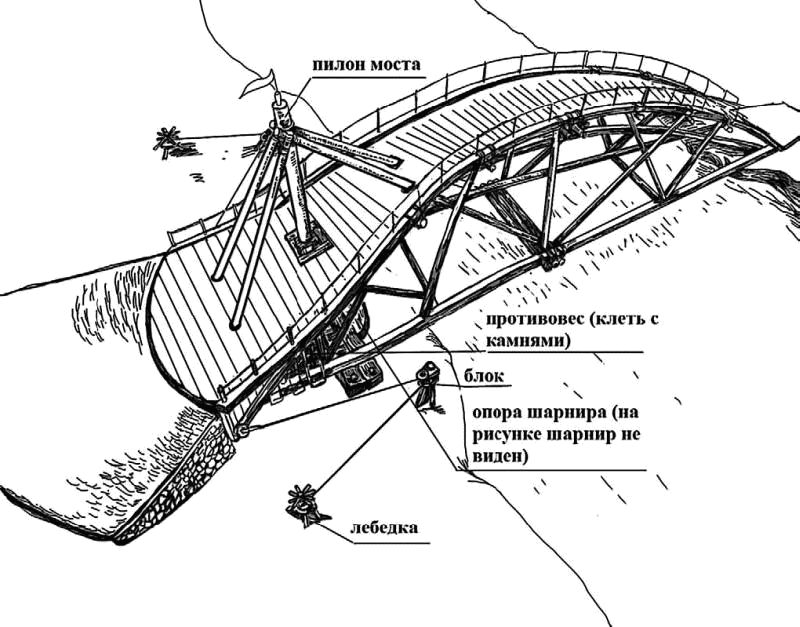 пилон моста
противовес (клеть с
камнями)
блок
опора шарнира (на
рисунке шарнир не
виден)
лебедка